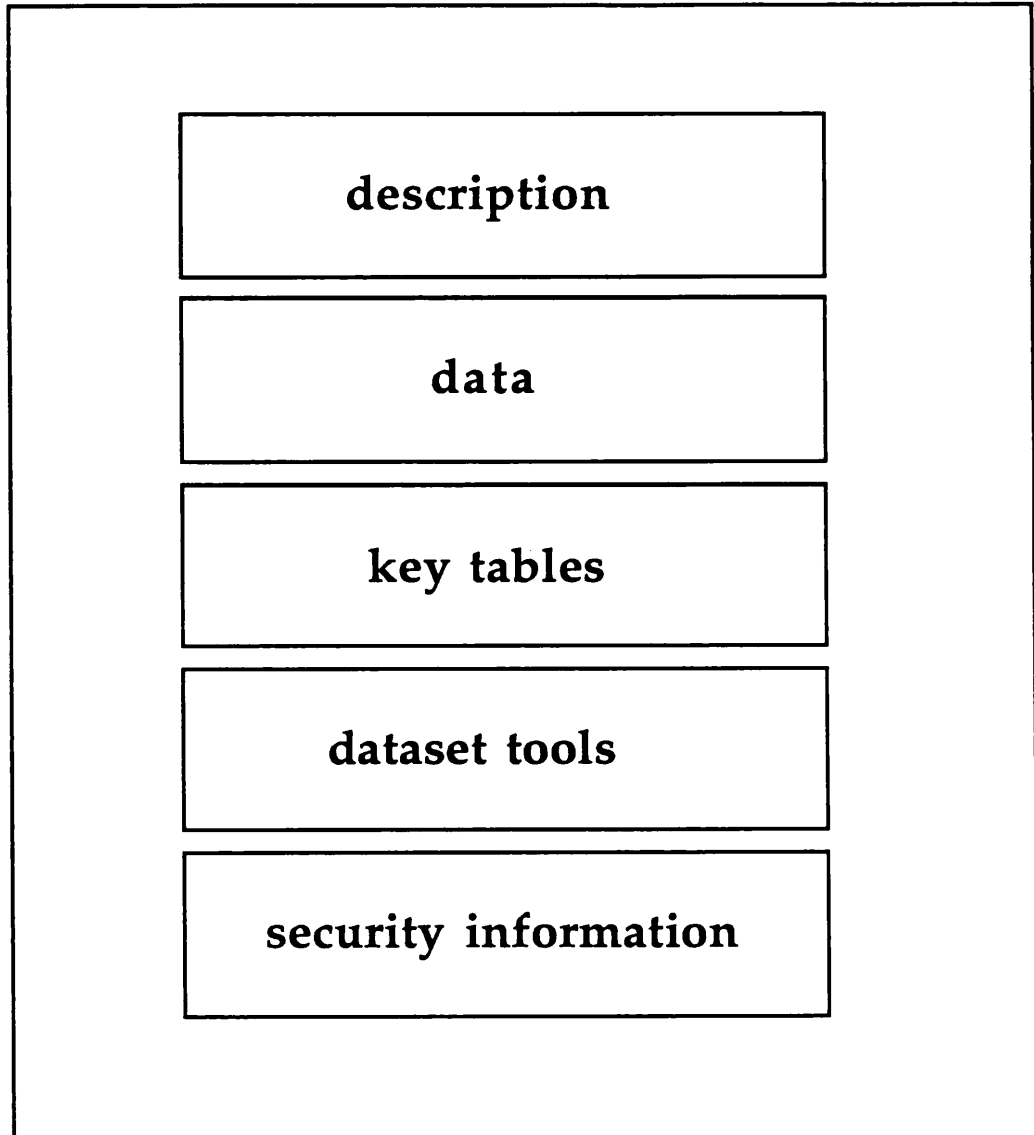 description
data
key tables
dataset tools
security information